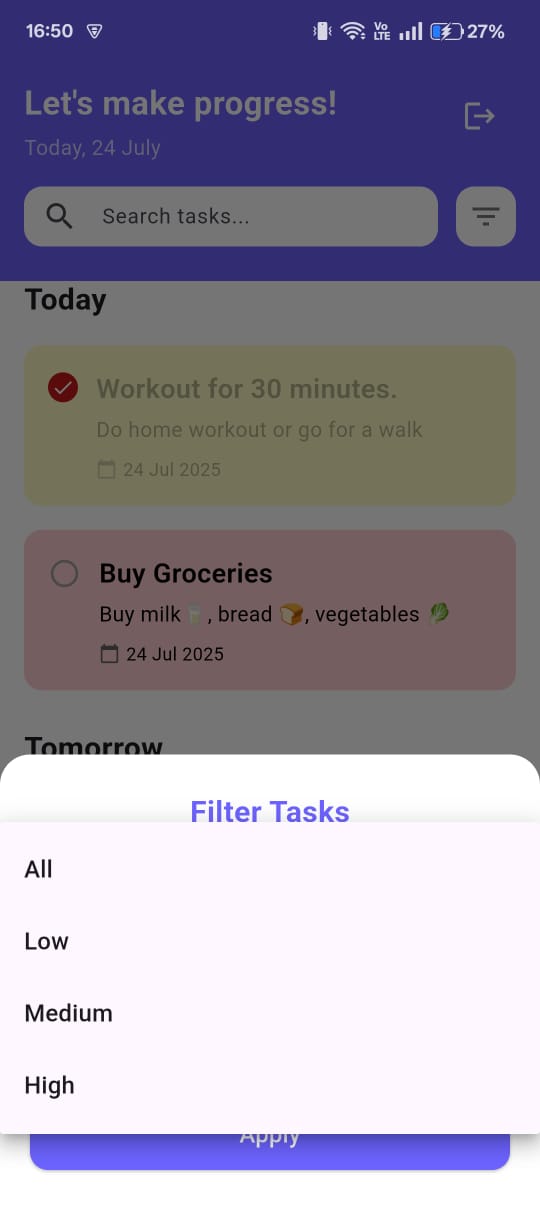 16:50 Vo LTE 27%
Let's make progress!
Today, 24 July
Search tasks...
Today
Workout for 30 minutes.
Do home workout or go for a walk
24 Jul 2025
Buy Groceries
Buy milk🥛, bread 🍞, vegetables 🥬
24 Jul 2025
Tomorrow
Filter Tasks
All
Low
Medium
High
Apply